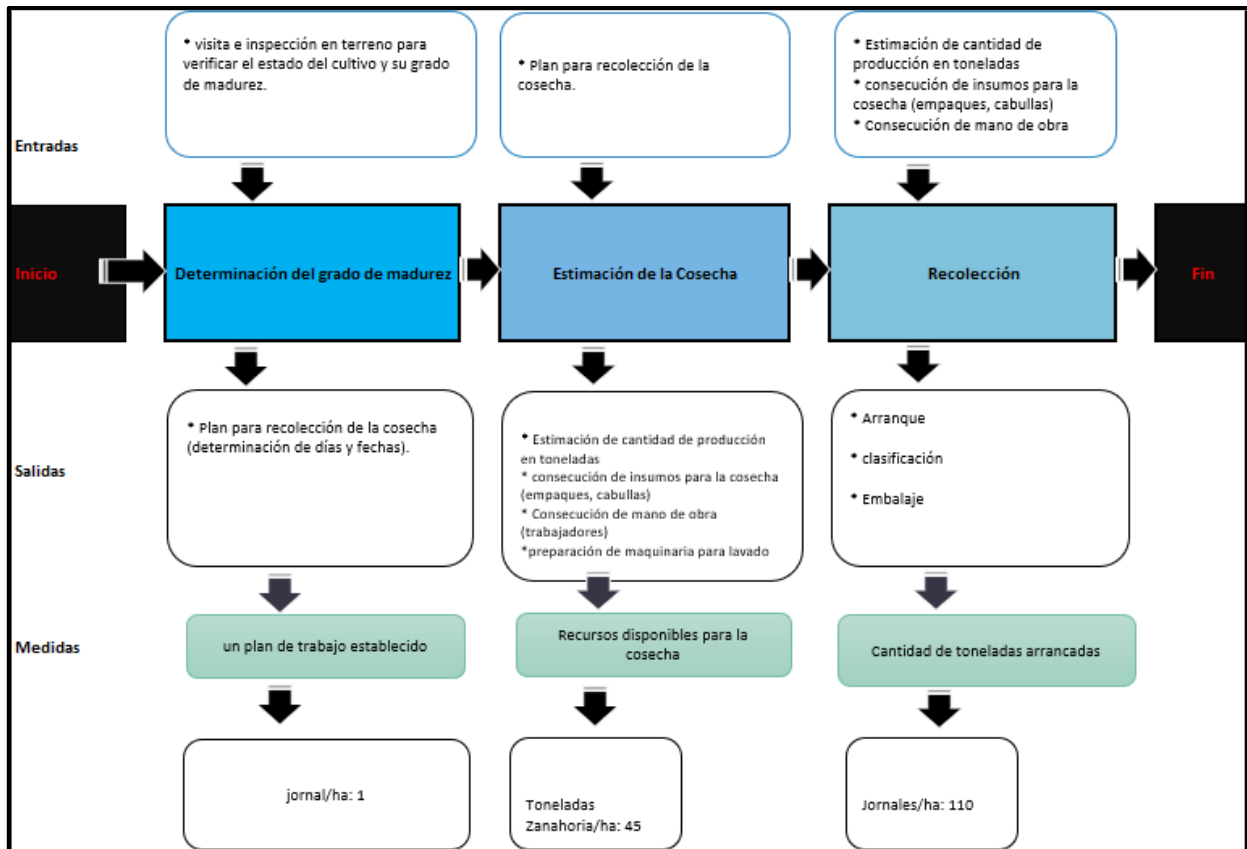 * visita e inspección en terreno para
verificar el estado del cultivo y su grado
de madurez.
* Plan para recolección de la
cosecha.
* Estimación de cantidad de
producción en toneladas
* consecución de insumos para la
cosecha (empaques, cabullas)
* Consecución de mano de obra
Entradas
Inicio
Determinación del grado de madurez
Estimación de la Cosecha
Recolección
Fin
Salidas
* Plan para recolección de la cosecha
(determinación de días y fechas).
* Estimación de cantidad de producción
en toneladas
* consecución de insumos para la cosecha
(empaques, cabullas)
* Consecución de mano de obra
(trabajadores)
*preparación de maquinaria para lavado
* Arranque
* clasificación
* Embalaje
Medidas
un plan de trabajo establecido
Recursos disponibles para la
cosecha
Cantidad de toneladas arrancadas
jornal/ha: 1
Toneladas
Zanahoria/ha: 45
Jornales/ha: 110